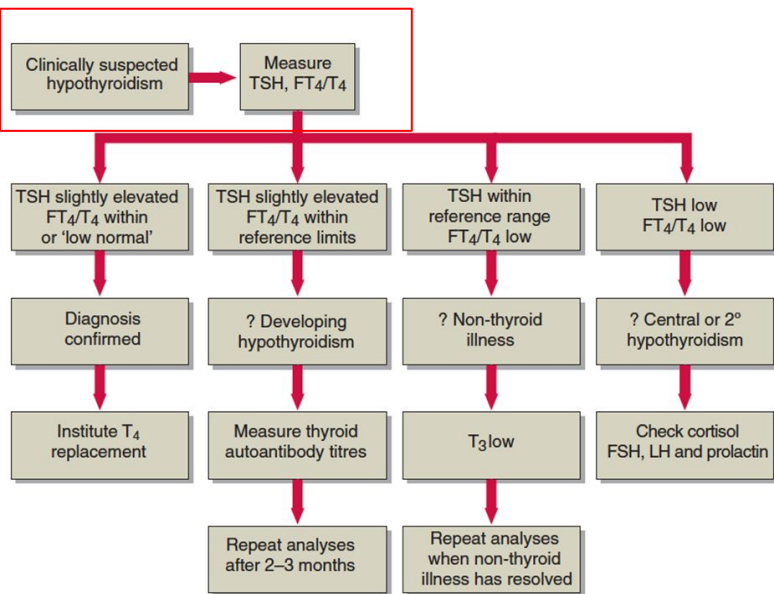 Clinically suspected
hypothyroidism
Measure
TSH, FT4/T4
TSH slightly elevated
FT4/T4 within
or ‘low normal’
TSH slightly elevated
FT4/T4 within
reference limits
TSH within
reference range
FT4/T4 low
TSH low
FT4/T4 low
Diagnosis
confirmed
? Developing
hypothyroidism
? Non-thyroid
illness
? Central or 2º
hypothyroidism
Institute T4
replacement
Measure thyroid
autoantibody titres
T3 low
Check cortisol
FSH, LH and prolactin
Repeat analyses
after 2–3 months
Repeat analyses
when non-thyroid
illness has resolved